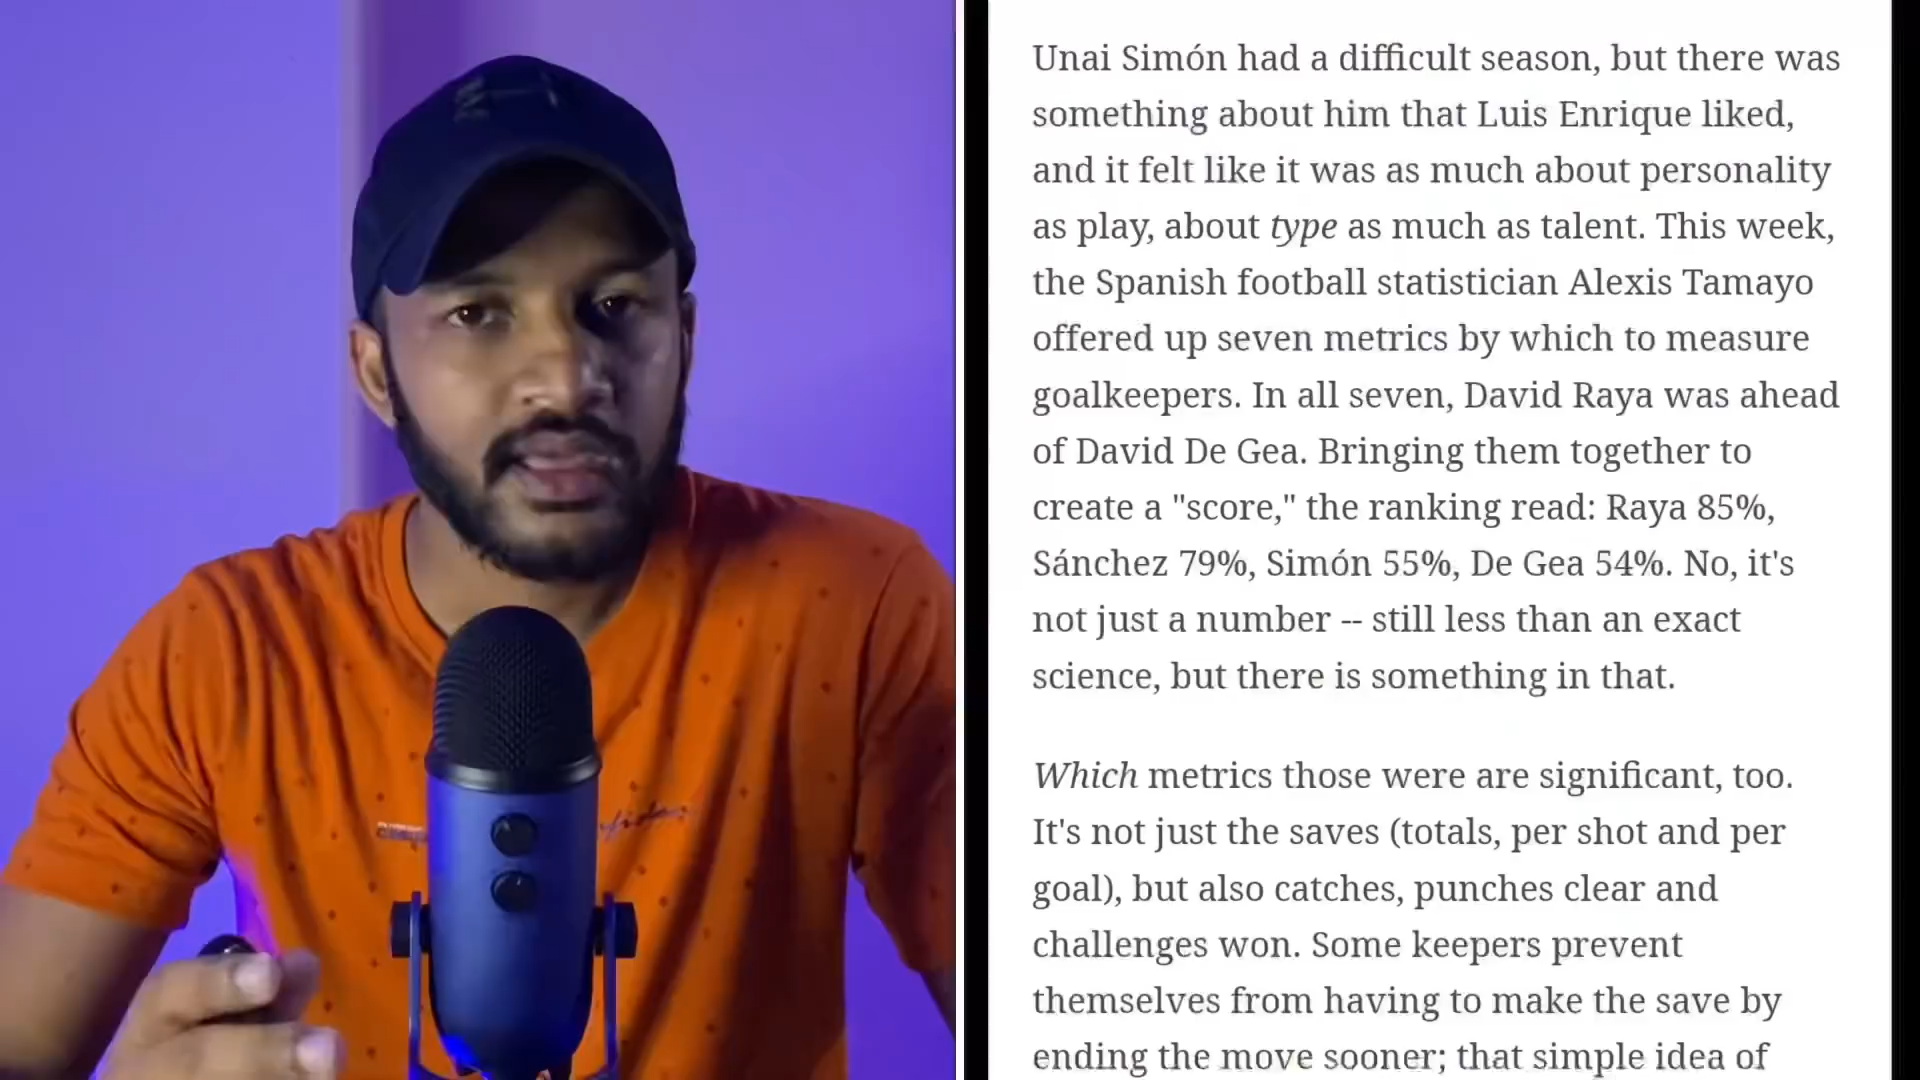 Unai Simón had a difficult season, but there was
something about him that Luis Enrique liked,
and it felt like it was as much about personality
as play, about type as much as talent. This week,
the Spanish football statistician Alexis Tamayo
offered up seven metrics by which to measure
goalkeepers. In all seven, David Raya was ahead
of David De Gea. Bringing them together to
create a "score," the ranking read: Raya 85%,
Sánchez 79%, Simón 55%, De Gea 54%. No, it's
not just a number -- still less than an exact
science, but there is something in that.
Which metrics those were are significant, too.
It's not just the saves (totals, per shot and per
goal), but also catches, punches clear and
challenges won. Some keepers prevent
themselves from having to make the save by
ending the move sooner; that simple idea of